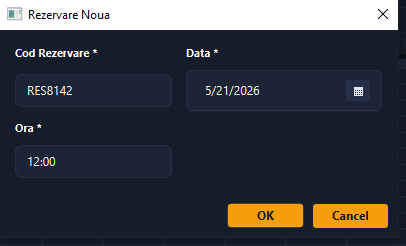 Rezervare Noua
Cod Rezervare *
Data *
RES8142
5/21/2026
Ora *
12:00
OK
Cancel